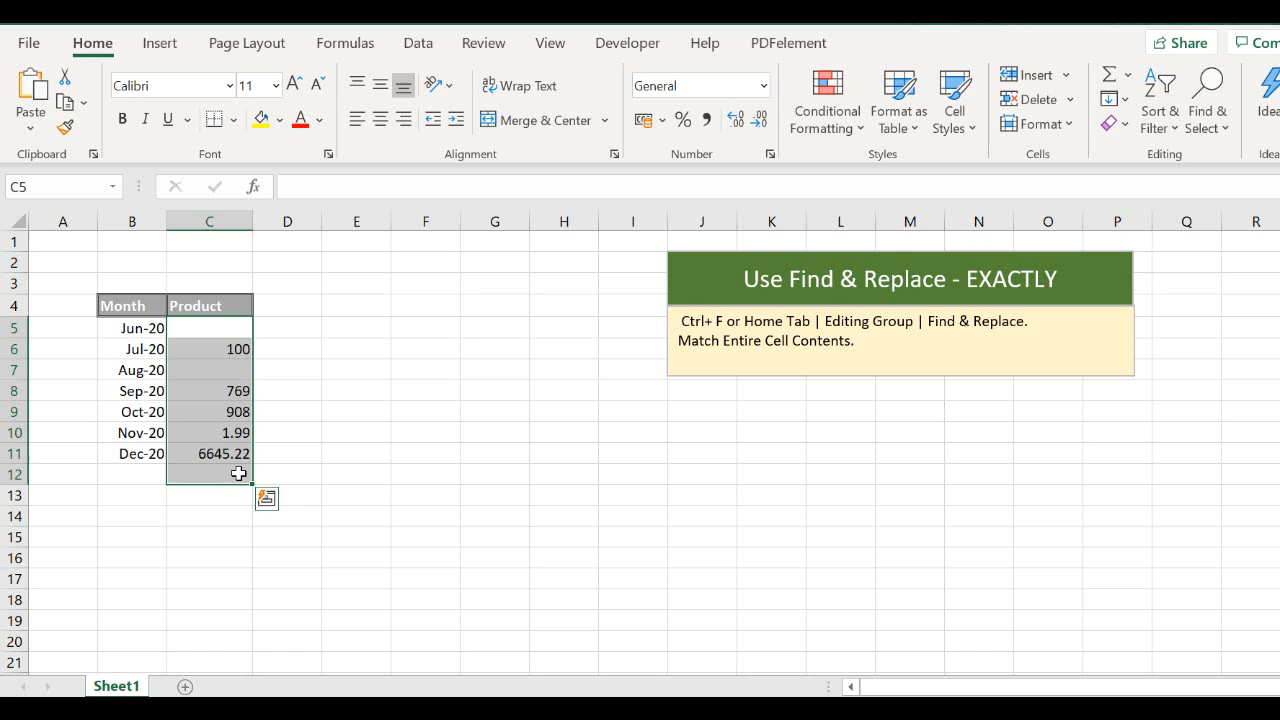 File Home Insert Page Layout Formulas Data Review View Developer Help PDFelement Share Com
Calibri 11 Wrap Text General Insert
Paste Conditional Format as Cell Delete Sort & Find & Ideas
B I U A Merge & Center % Formatting Table Styles Format Filter Select
Clipboard Font Alignment Number Styles Cells Editing Idea
C5 fx
A B C D E F G H I J K L M N O P Q R
1
2 Use Find & Replace - EXACTLY
3
4 Month Product Ctrl+ F or Home Tab | Editing Group | Find & Replace.
5 Jun-20 Match Entire Cell Contents.
6 Jul-20 100
7 Aug-20
8 Sep-20 769
9 Oct-20 908
10 Nov-20 1.99
11 Dec-20 6645.22
12
13
14
15
16
17
18
19
20
21
Sheet1